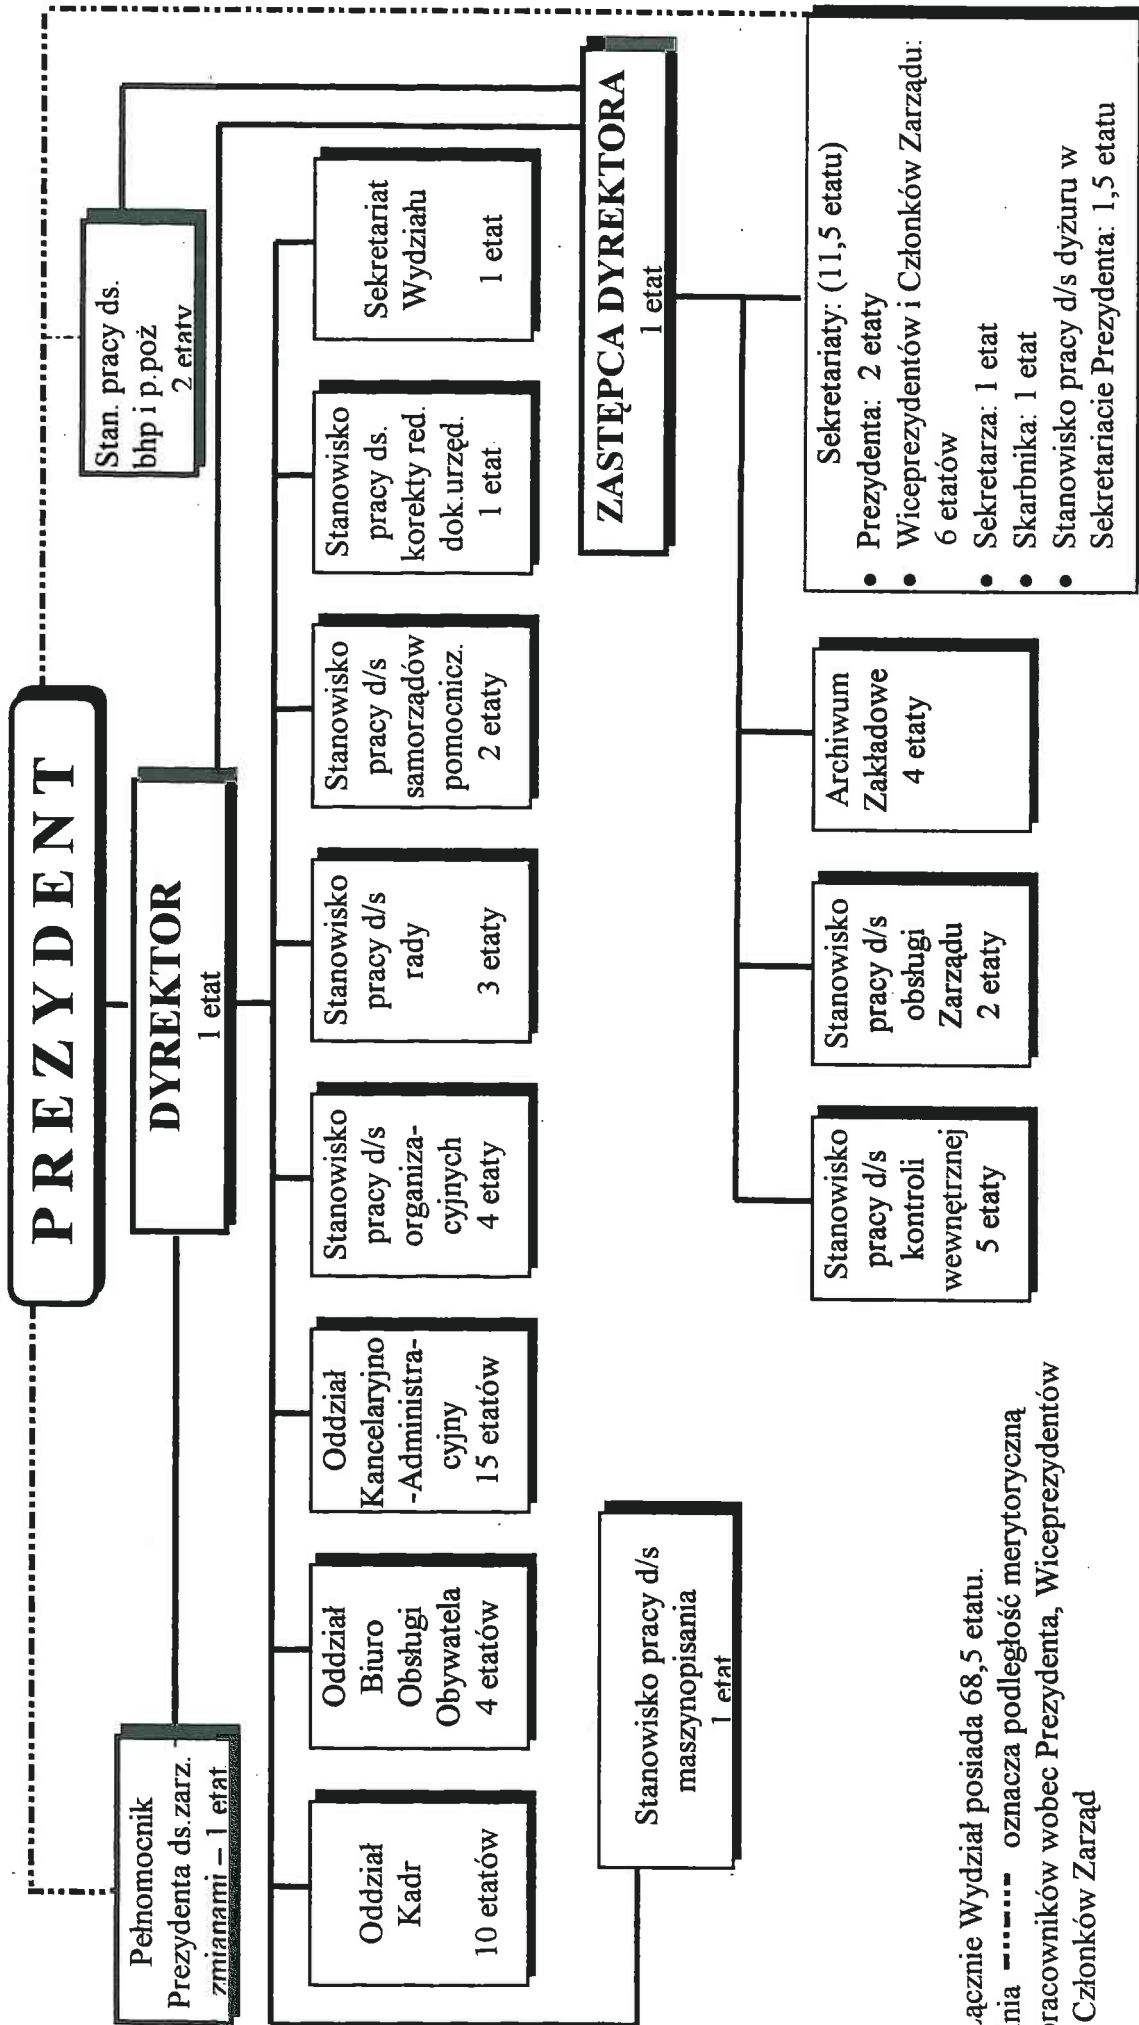 PREZYDENT
DYREKTOR
1 etat
Pełnomocnik
Prezydenta ds.zarz.
zmianami – 1 etat
Stan. pracy ds.
bhp i p.poż
2 etaty
Oddział
Kadr
10 etatów
Oddział
Biuro
Obsługi
Obywatela
4 etatów
Oddział
Kancelaryjno
-Administra-
cyjny
15 etatów
Stanowisko
pracy d/s
organiza-
cyjnych
4 etaty
Stanowisko
pracy d/s
rady
3 etaty
Stanowisko
pracy d/s
samorządów
pomocnicz.
2 etaty
Stanowisko
pracy ds.
korekty red.
dok.urzęd.
1 etat
Sekretariat
Wydziału
1 etat
Stanowisko pracy d/s
maszynopisania
1 etat
ZASTĘPCA DYREKTORA
1 etat
Stanowisko
pracy d/s
kontroli
wewnętrznej
5 etaty
Stanowisko
pracy d/s
obsługi
Zarządu
2 etaty
Archiwum
Zakładowe
4 etaty
Sekretariaty: (11,5 etatu)
• Prezydenta: 2 etaty
• Wiceprezydentów i Członków Zarządu:
6 etatów
• Sekretarza: 1 etat
• Skarbnika: 1 etat
• Stanowisko pracy d/s dyżuru w
Sekretariacie Prezydenta: 1,5 etatu
ącznie Wydział posiada 68,5 etatu.
nia oznacza podległość merytoryczną
racowników wobec Prezydenta, Wiceprezydentów
Członków Zarząd